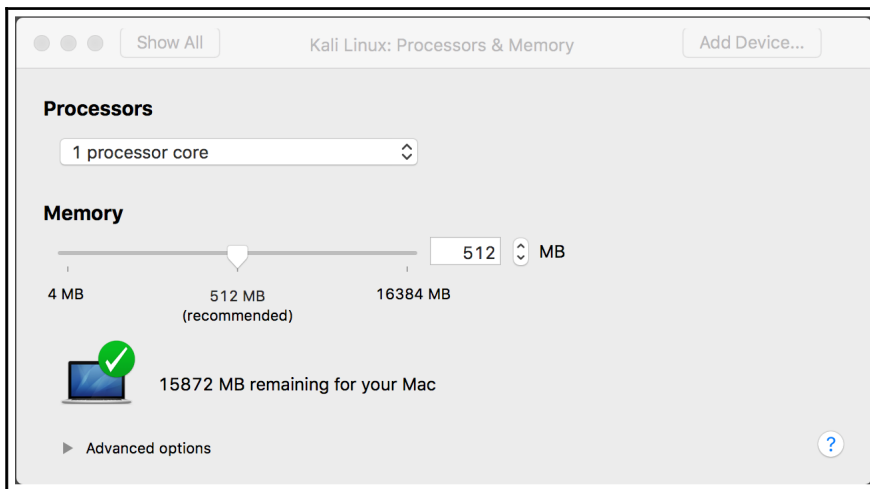 Show All
Kali Linux: Processors & Memory
Add Device...
Processors
1 processor core
Memory
512
MB
4 MB
512 MB
16384 MB
(recommended)
15872 MB remaining for your Mac
Advanced options
?